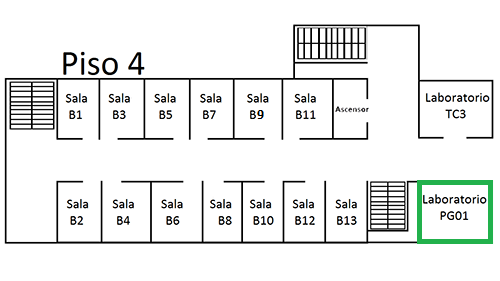 Piso 4
Sala
B1
Sala
B3
Sala
B5
Sala
B7
Sala
B9
Sala
B11
Ascensor
Laboratorio
TC3
Sala
B2
Sala
B4
Sala
B6
Sala
B8
Sala
B10
Sala
B12
Sala
B13
Laboratorio
PG01